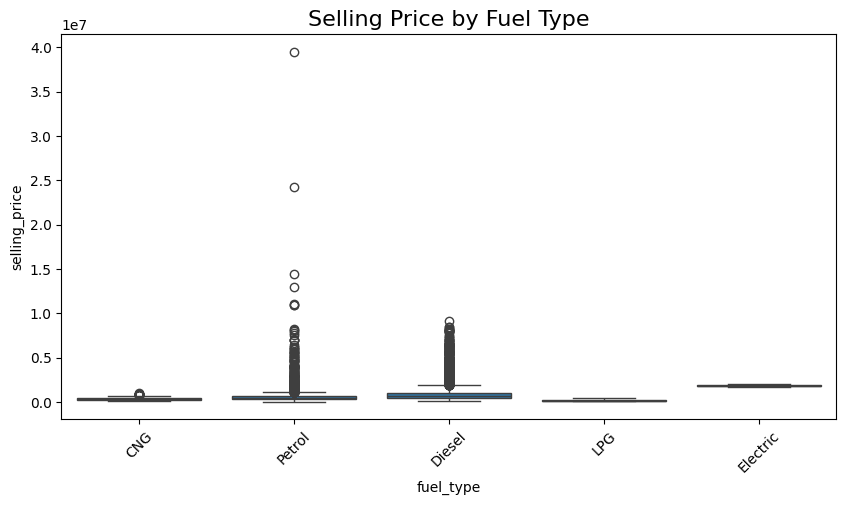 Selling Price by Fuel Type
1e7
4.0
3.5
3.0
2.5
2.0
1.5
1.0
0.5
0.0
selling_price
CNG
Petrol
Diesel
LPG
Electric
fuel_type